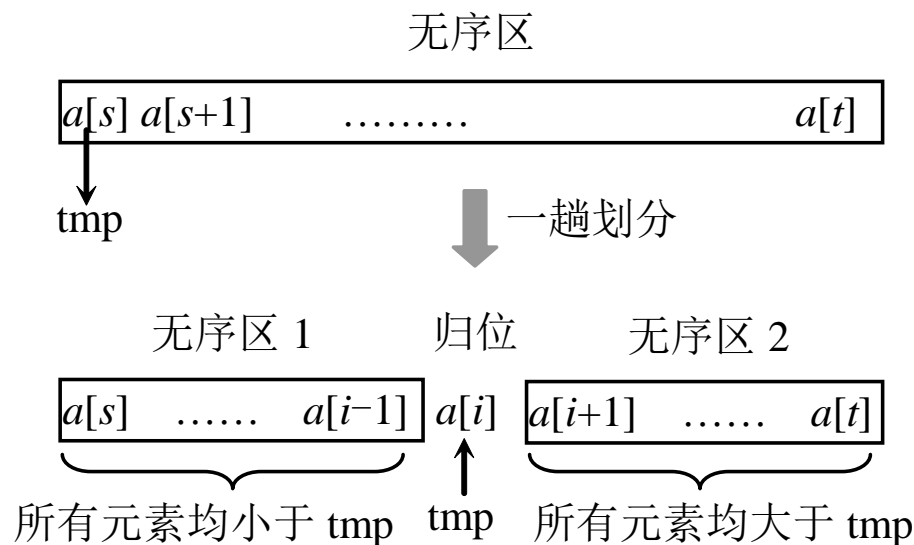 无序区
a[s] a[s+1] ……… a[t]
tmp
一趟划分
无序区 1 归位 无序区 2
a[s] …… a[i−1] a[i] a[i+1] …… a[t]
所有元素均小于 tmp tmp 所有元素均大于 tmp